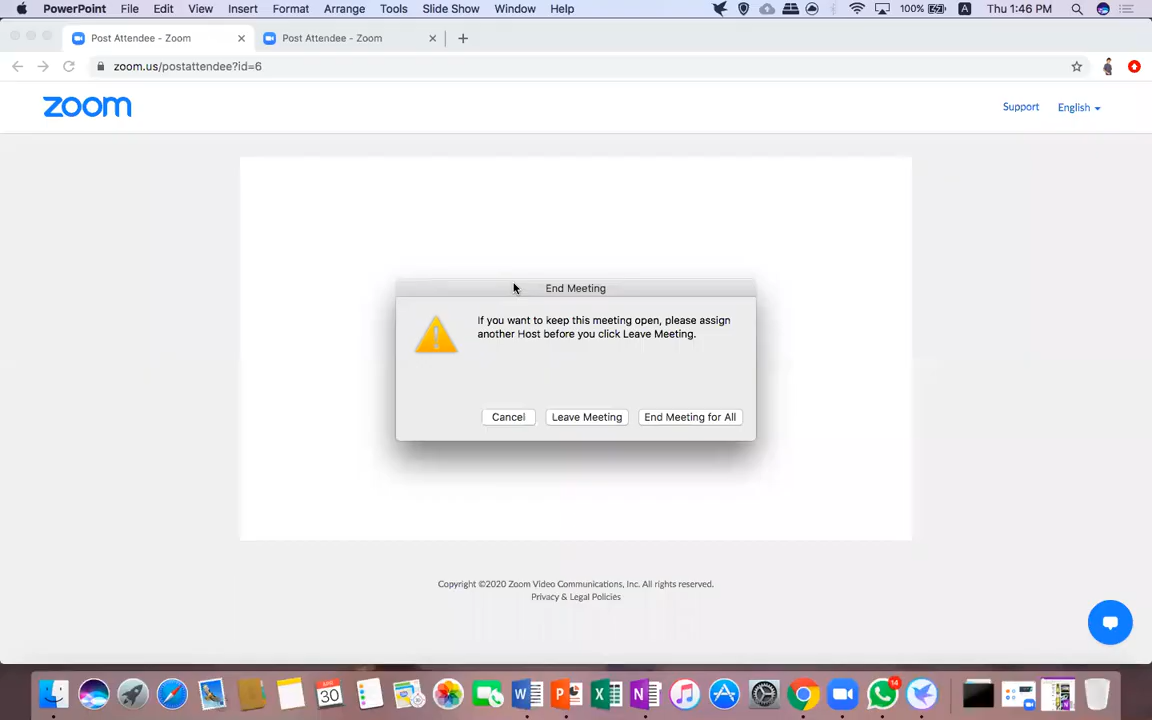 PowerPoint File Edit View Insert Format Arrange Tools Slide Show Window Help 100% A Thu 1:46 PM
Post Attendee - Zoom Post Attendee - Zoom
zoom.us/postattendee?id=6
zoom Support English
End Meeting
If you want to keep this meeting open, please assign
another Host before you click Leave Meeting.
Cancel Leave Meeting End Meeting for All
Copyright ©2020 Zoom Video Communications, Inc. All rights reserved.
Privacy & Legal Policies
30
W P X N
14